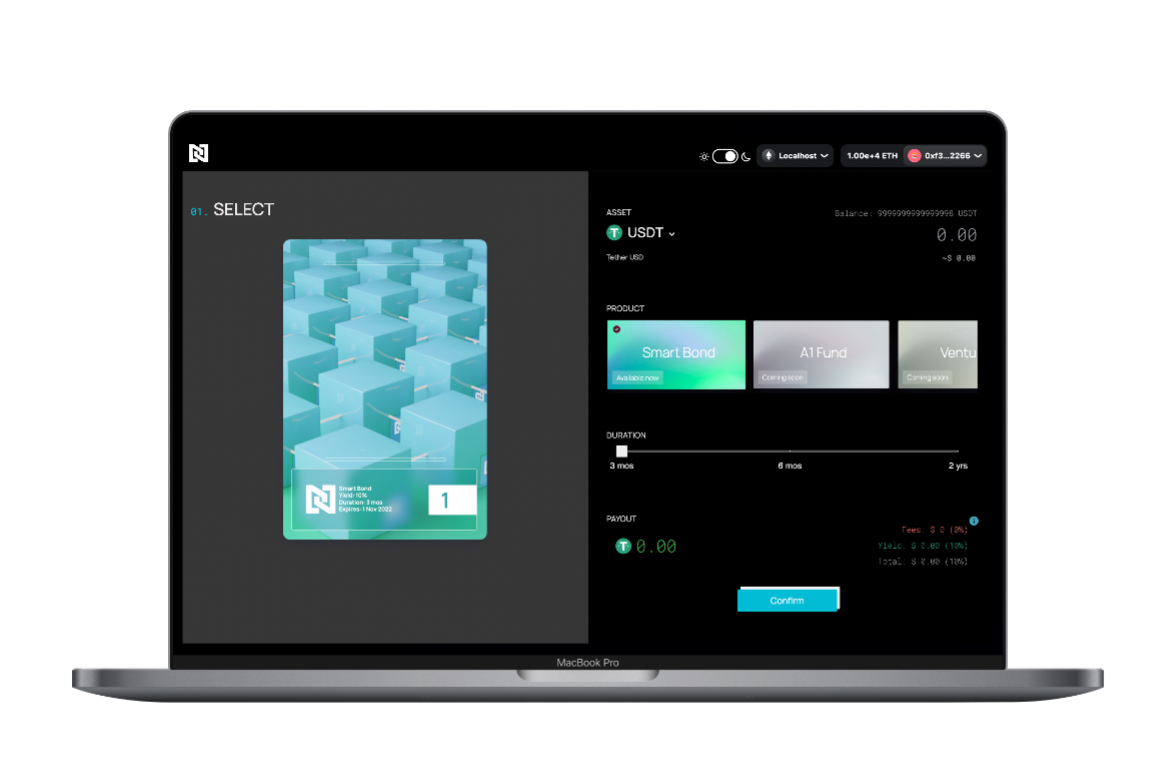 Localhost
1.00e+4 ETH
0xf3...2266
01. SELECT
Smart Bond
Yield: 10%
Duration: 3 mos
Expires: 1 Nov 2022
1
ASSET
Balance: 9999999999999996 USDT
USDT
0.00
Tether USD
~$ 0.00
PRODUCT
Smart Bond
Available now
A1 Fund
Coming soon
Ventu
Coming soon
DURATION
3 mos
6 mos
2 yrs
PAYOUT
0.00
Fees: $ 0 (0%)
Yield: $ 0.00 (10%)
Total: $ 0.00 (10%)
Confirm
MacBook Pro